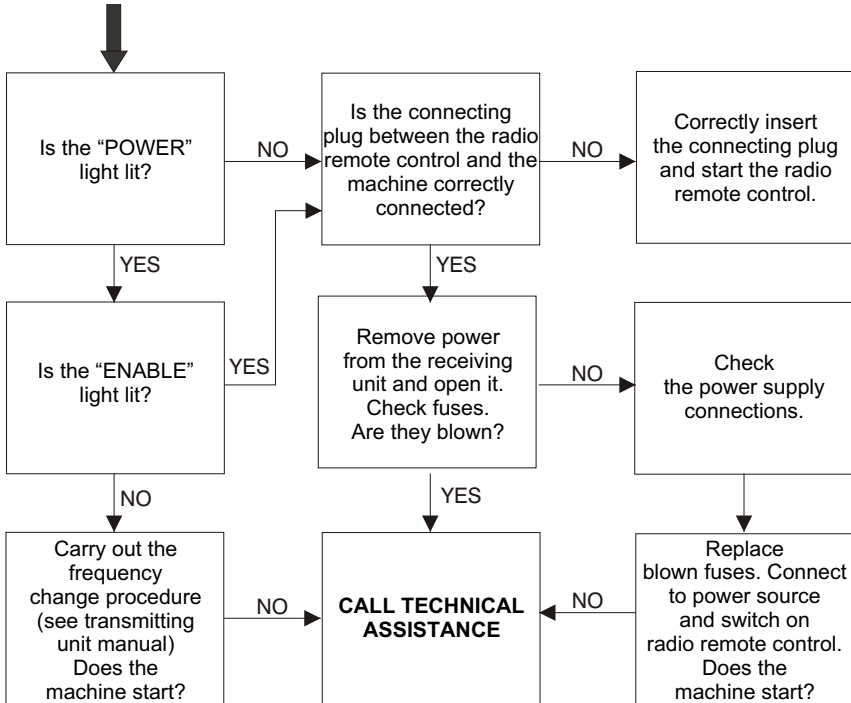 Is the “POWER”
light lit?
NO
Is the connecting
plug between the radio
remote control and the
machine correctly
connected?
NO
Correctly insert
the connecting plug
and start the radio
remote control.
YES
YES
Is the “ENABLE”
light lit?
YES
Remove power
from the receiving
unit and open it.
Check fuses.
Are they blown?
NO
Check
the power supply
connections.
NO
YES
Carry out the
frequency
change procedure
(see transmitting
unit manual)
Does the
machine start?
NO
CALL TECHNICAL
ASSISTANCE
NO
Replace
blown fuses. Connect
to power source
and switch on
radio remote control.
Does the
machine start?